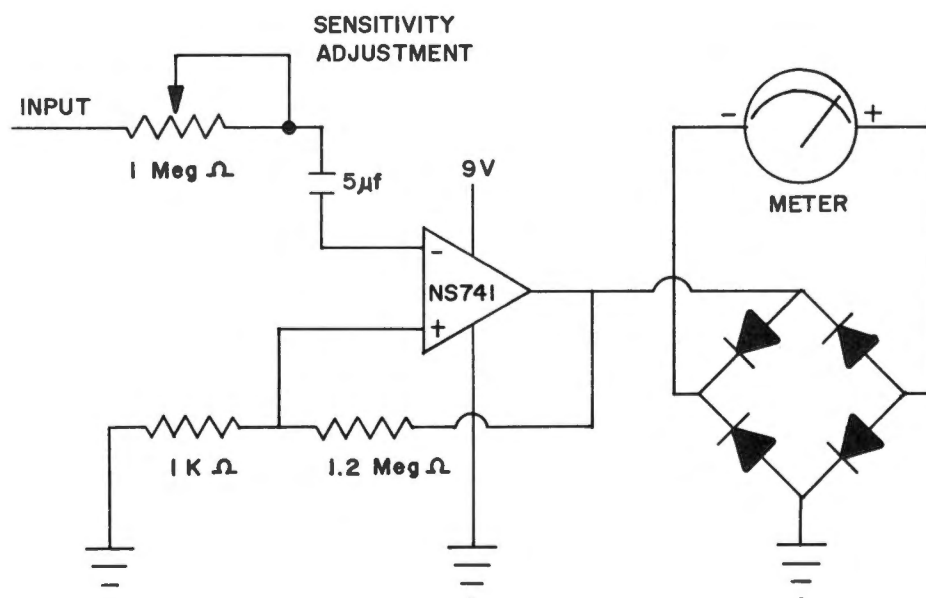 SENSITIVITY
ADJUSTMENT
INPUT
1 Meg Ω
5µf
9V
- +
METER
-
NS741
+
1 K Ω
1.2 Meg Ω